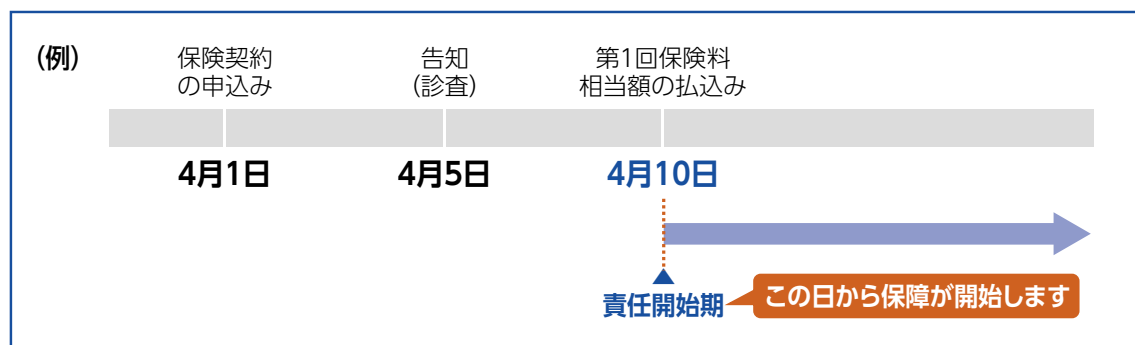 (例)
保険契約
の申込み
告知
(診査)
第1回保険料
相当額の払込み
4月1日
4月5日
4月10日
責任開始期
この日から保障が開始します